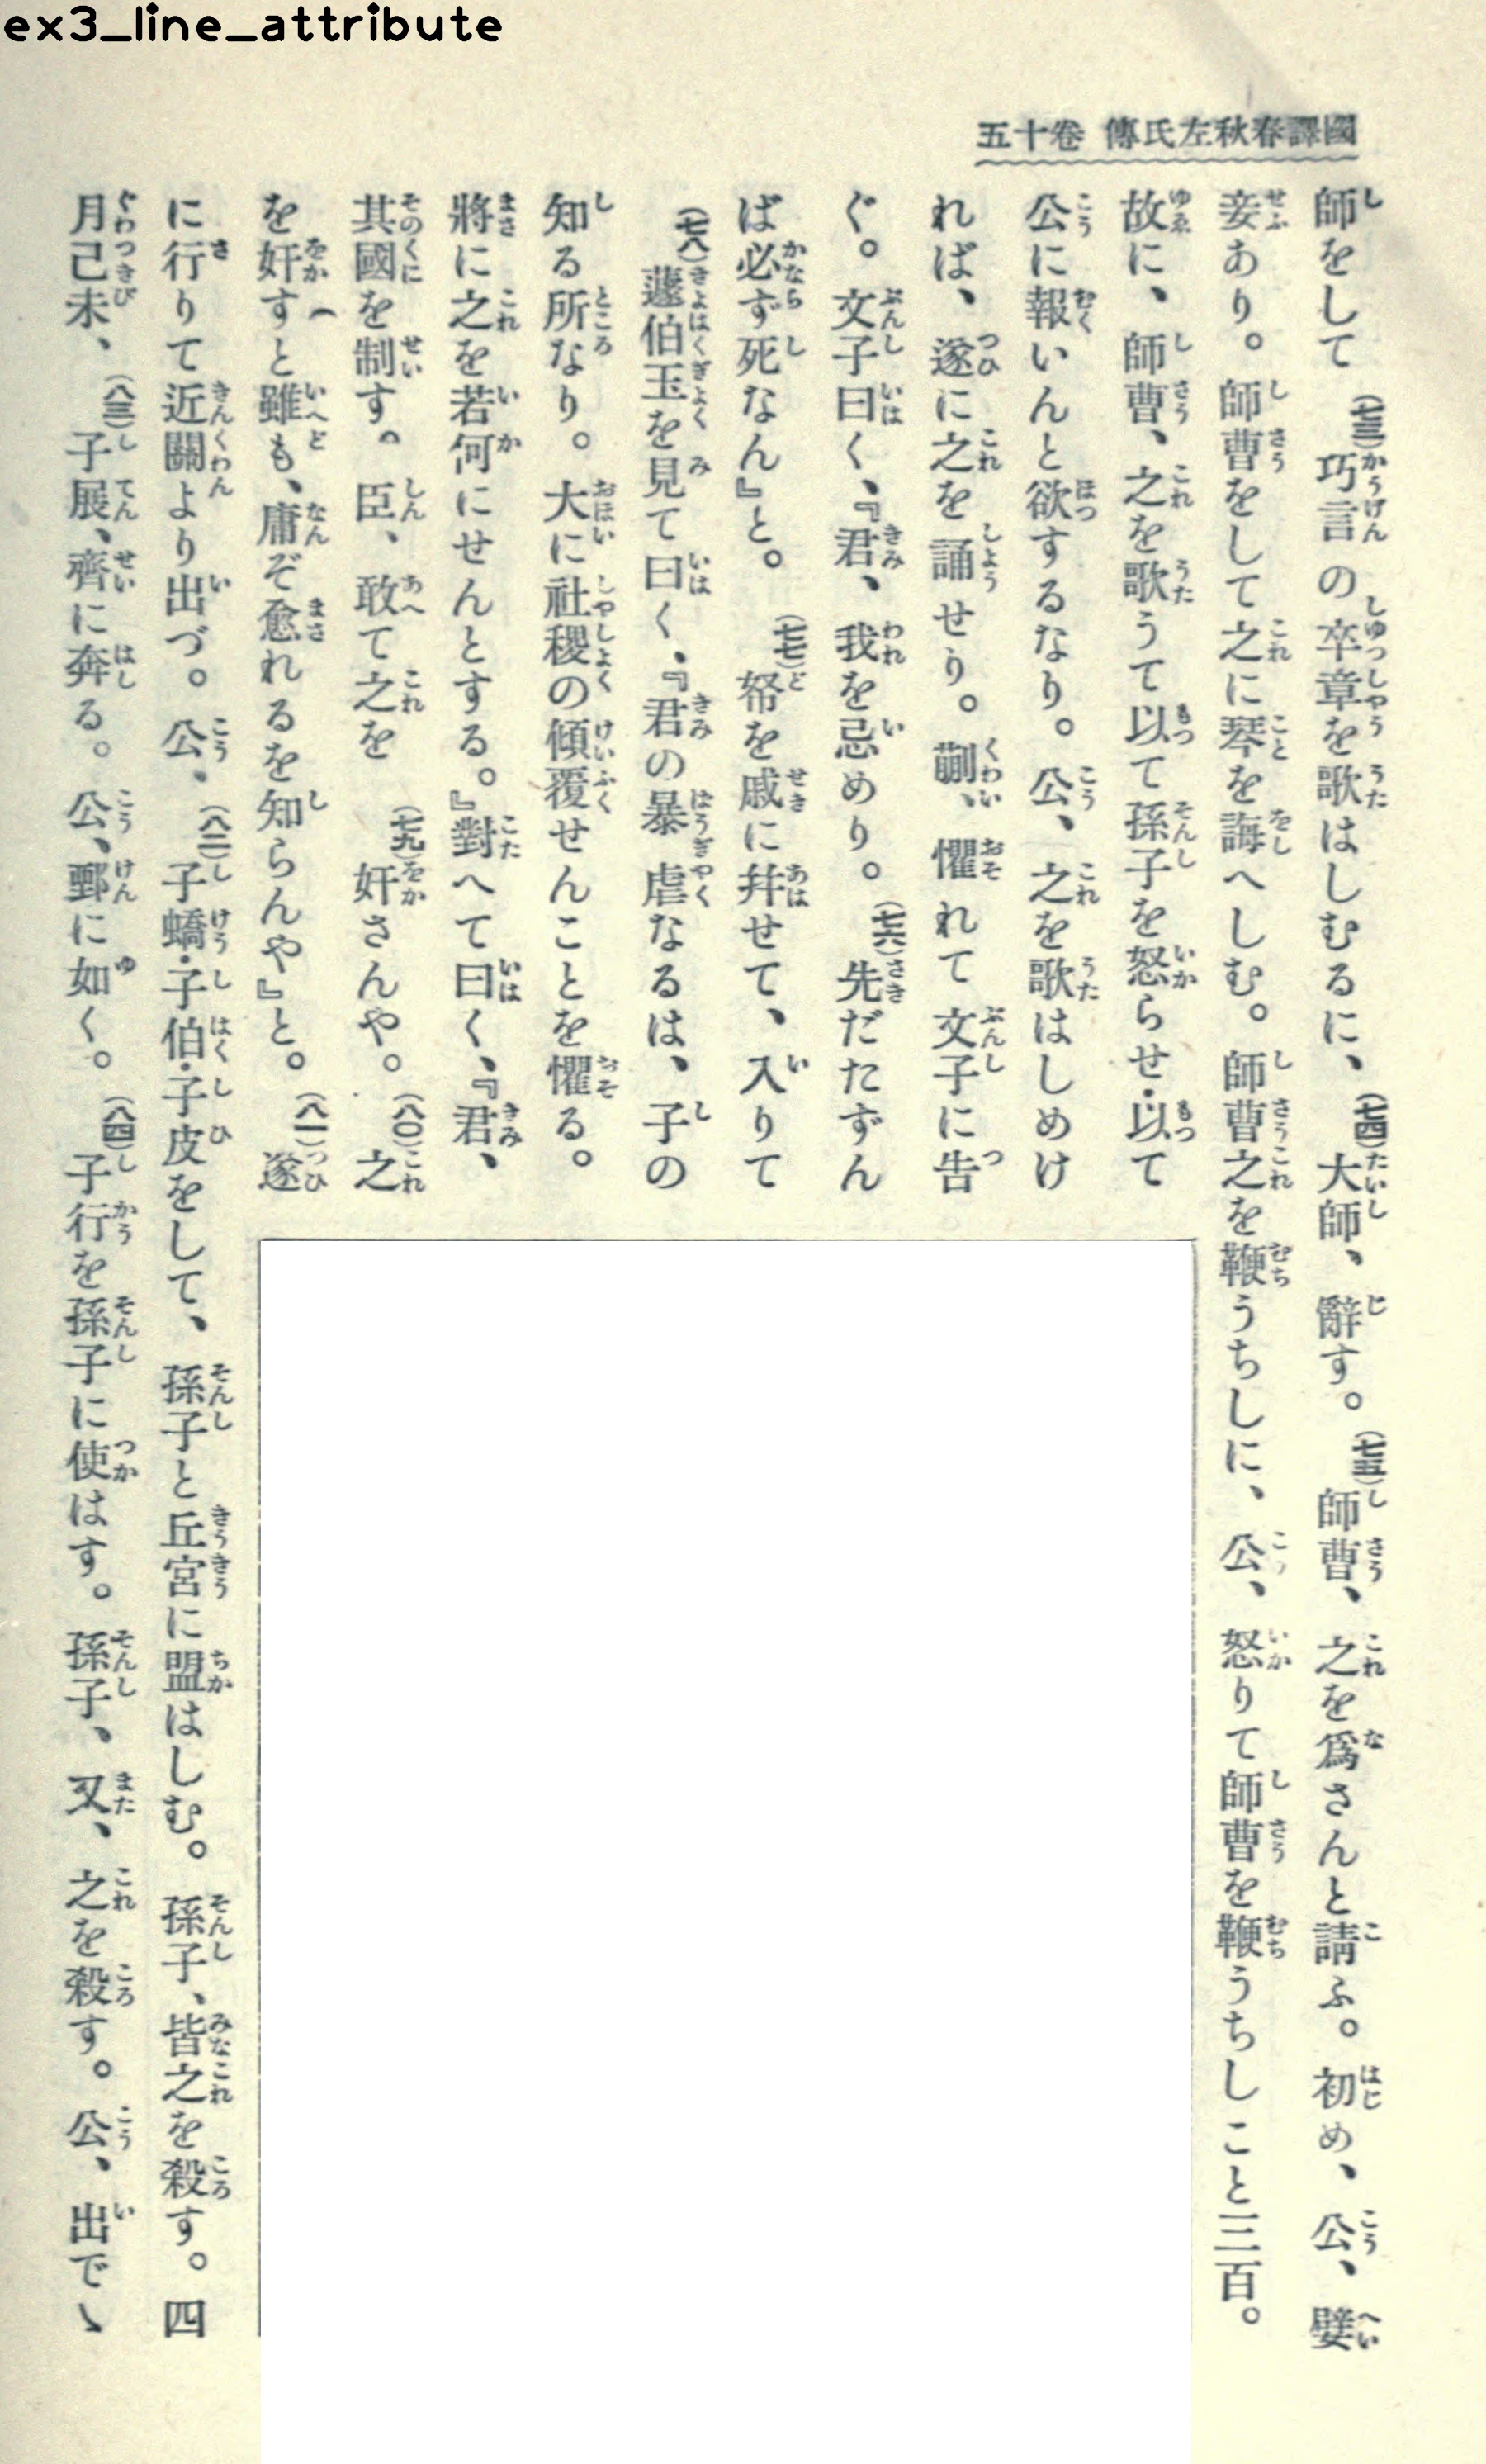 ex3_line_attribute
國譯春秋左氏傳 卷十五
師をして(七三)巧言の卒章を歌はしむるに、(七四)大師、辭す。(七五)師曹、之を爲さんと請ふ。初め、公、嬖
妾あり。師曹をして之に琴を誨へしむ。師曹之を鞭うちしに、公、怒りて師曹を鞭うちしこと三百。
故に、師曹、之を歌うて以て孫子を怒らせ・以て
公に報いんと欲するなり。公、之を歌はしめけ
れば、遂に之を誦せり。蒯、懼れて文子に告
ぐ。文子曰く、『君、我を忌めり。(七六)先だたずん
ば必ず死なん』と。(七七)帑を戚に幷せて、入りて
(七八)蘧伯玉を見て曰く、『君の暴虐なるは、子の
知る所なり。大に社稷の傾覆せんことを懼る。
將に之を若何にせんとする。』對へて曰く、『君、
其國を制す。臣、敢て之を(七九)奸さんや。(八〇)之
を奸すと雖も、庸ぞ愈れるを知らんや』と。(八一)遂
に行りて近關より出づ。公、(八二)子蟜・子伯・子皮をして、孫子と丘宮に盟はしむ。孫子、皆之を殺す。四
月己未、(八三)子展、齊に奔る。公、鄄に如く。(八四)子行を孫子に使はす。孫子、又、之を殺す。公、出でゝ